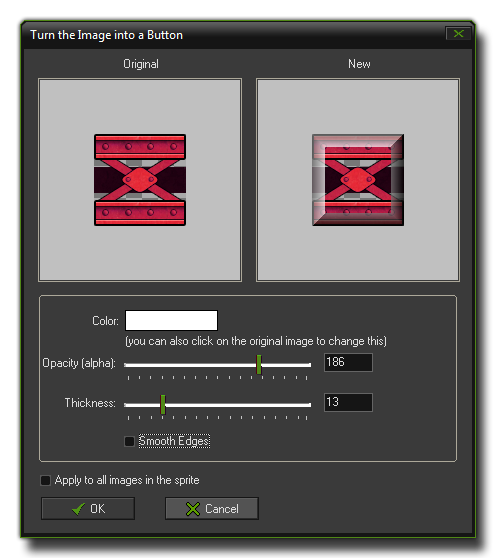 Turn the Image into a Button
Original
New
Color:
(you can also click on the original image to change this)
Opacity (alpha):
186
Thickness:
13
Smooth Edges
Apply to all images in the sprite
OK
Cancel